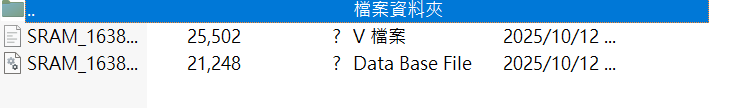 .. 檔案資料夾
SRAM_1638... 25,502 ? V 檔案 2025/10/12 ...
SRAM_1638... 21,248 ? Data Base File 2025/10/12 ...